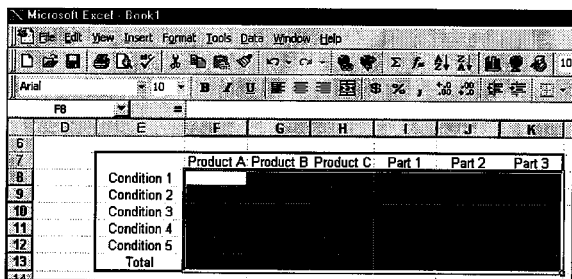 Microsoft Excel - Book1
File Edit View Insert Format Tools Data Window Help
Arial 10 B I U $ % ,
F8 =
D E F G H I J K
6
7 Product A Product B Product C Part 1 Part 2 Part 3
8 Condition 1
9 Condition 2
10 Condition 3
11 Condition 4
12 Condition 5
13 Total
14